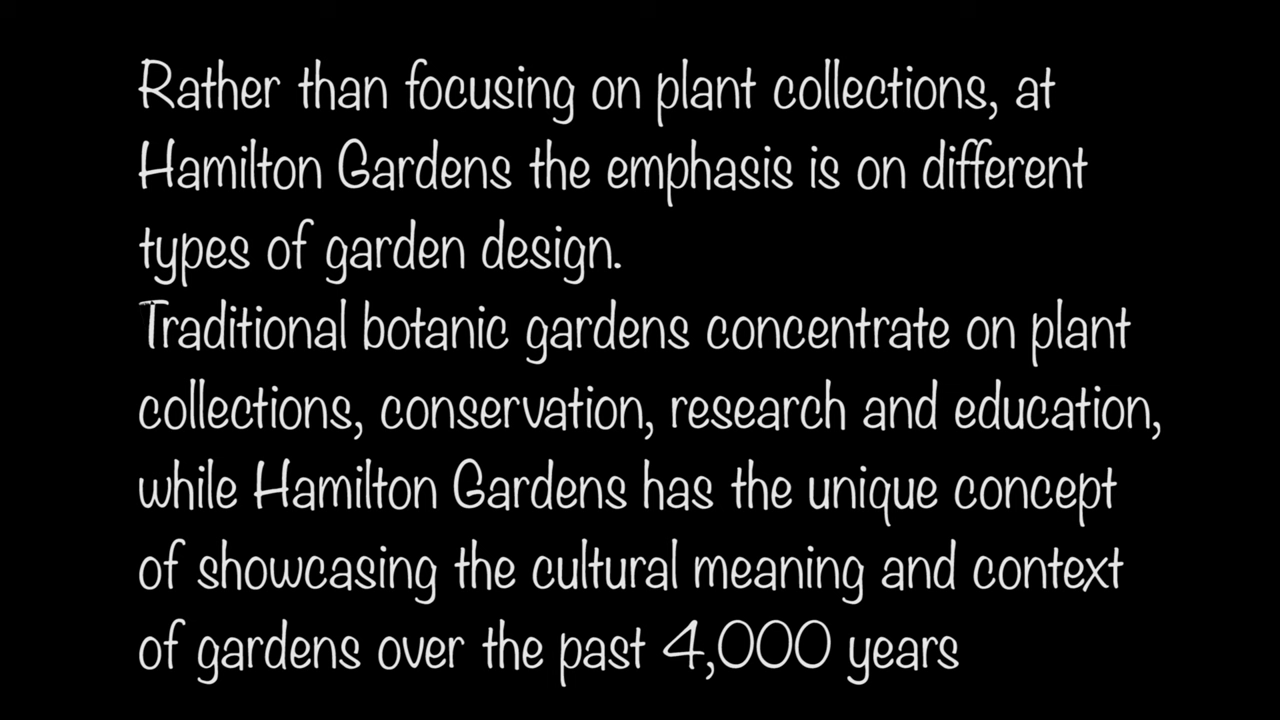 Rather than focusing on plant collections, at
Hamilton Gardens the emphasis is on different
types of garden design.
Traditional botanic gardens concentrate on plant
collections, conservation, research and education,
while Hamilton Gardens has the unique concept
of showcasing the cultural meaning and context
of gardens over the past 4,000 years